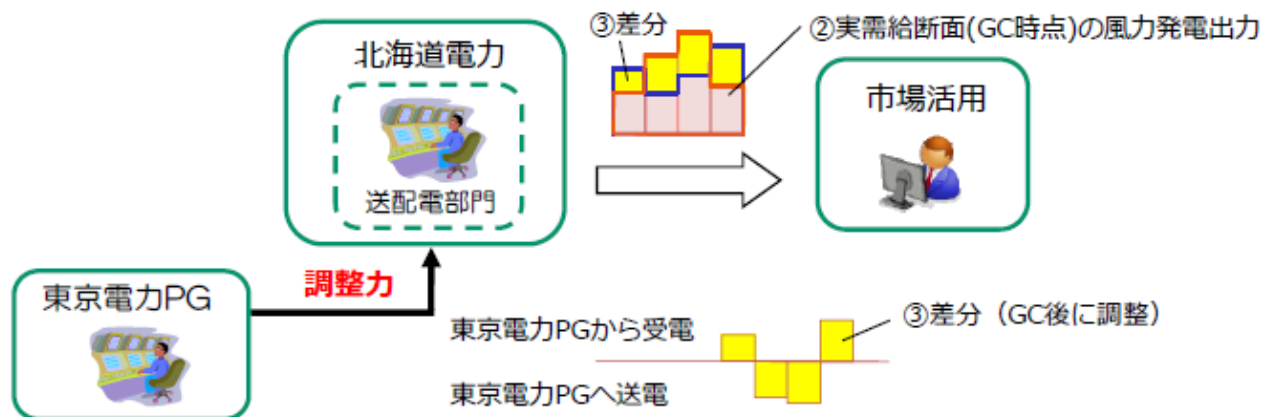 ③差分
②実需給断面(GC時点)の風力発電出力
北海道電力
市場活用
送配電部門
調整力
東京電力PG
東京電力PGから受電
③差分（GC後に調整）
東京電力PGへ送電